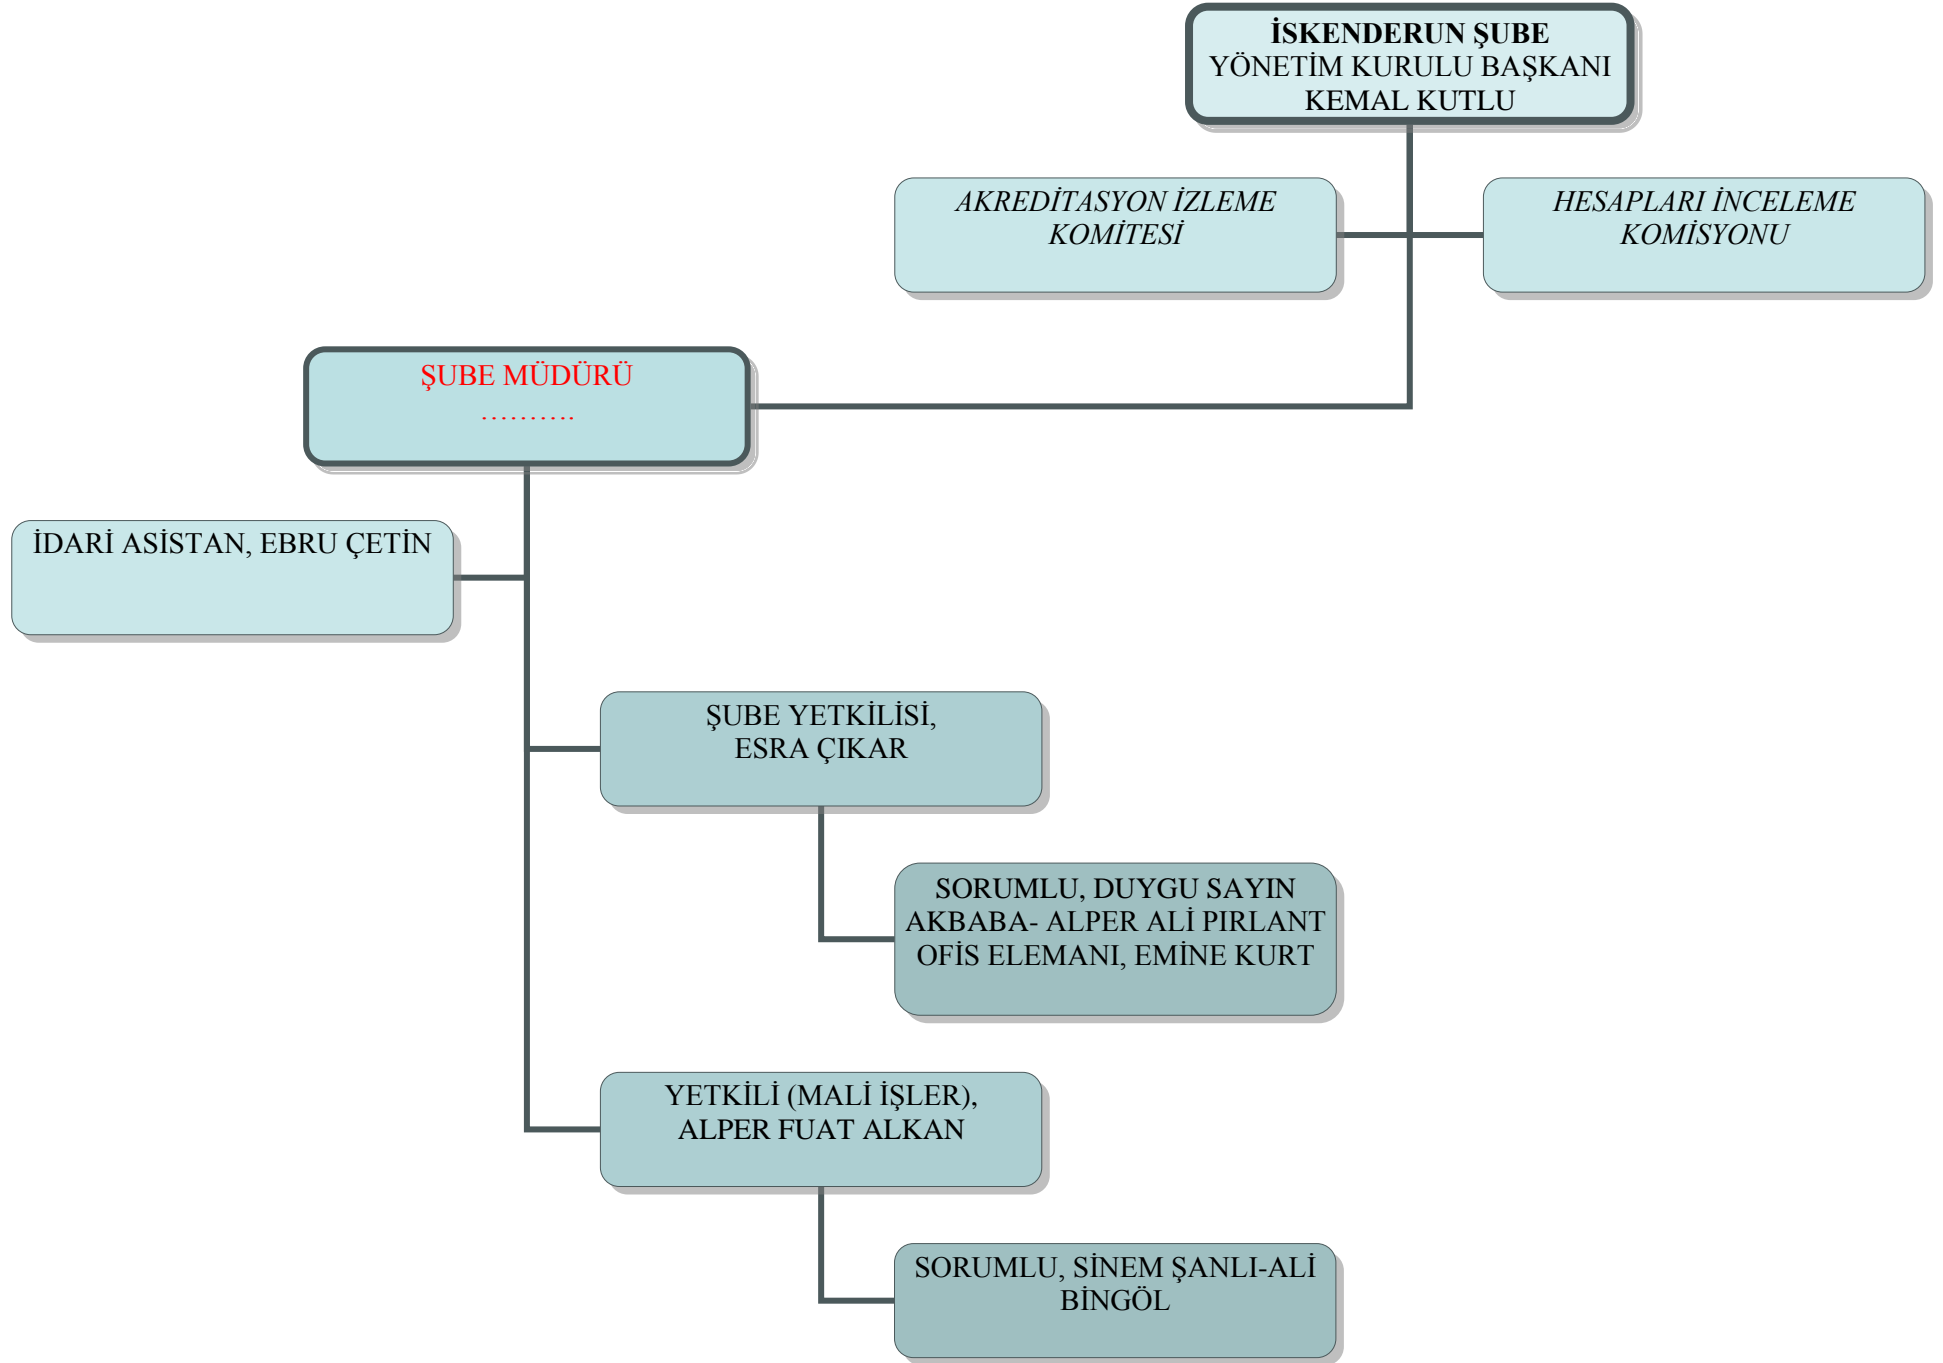 İSKENDERUN ŞUBE
YÖNETİM KURULU BAŞKANI
KEMAL KUTLU
AKREDİTASYON İZLEME
KOMİTESİ
HESAPLARI İNCELEME
KOMİSYONU
ŞUBE MÜDÜRÜ
……….
İDARİ ASİSTAN, EBRU ÇETİN
ŞUBE YETKİLİSİ,
ESRA ÇIKAR
SORUMLU, DUYGU SAYIN
AKBABA- ALPER ALİ PIRLANT
OFİS ELEMANI, EMİNE KURT
YETKİLİ (MALİ İŞLER),
ALPER FUAT ALKAN
SORUMLU, SİNEM ŞANLI-ALİ
BİNGÖL